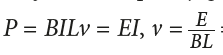 P = BILv = EI, v = E/BL =